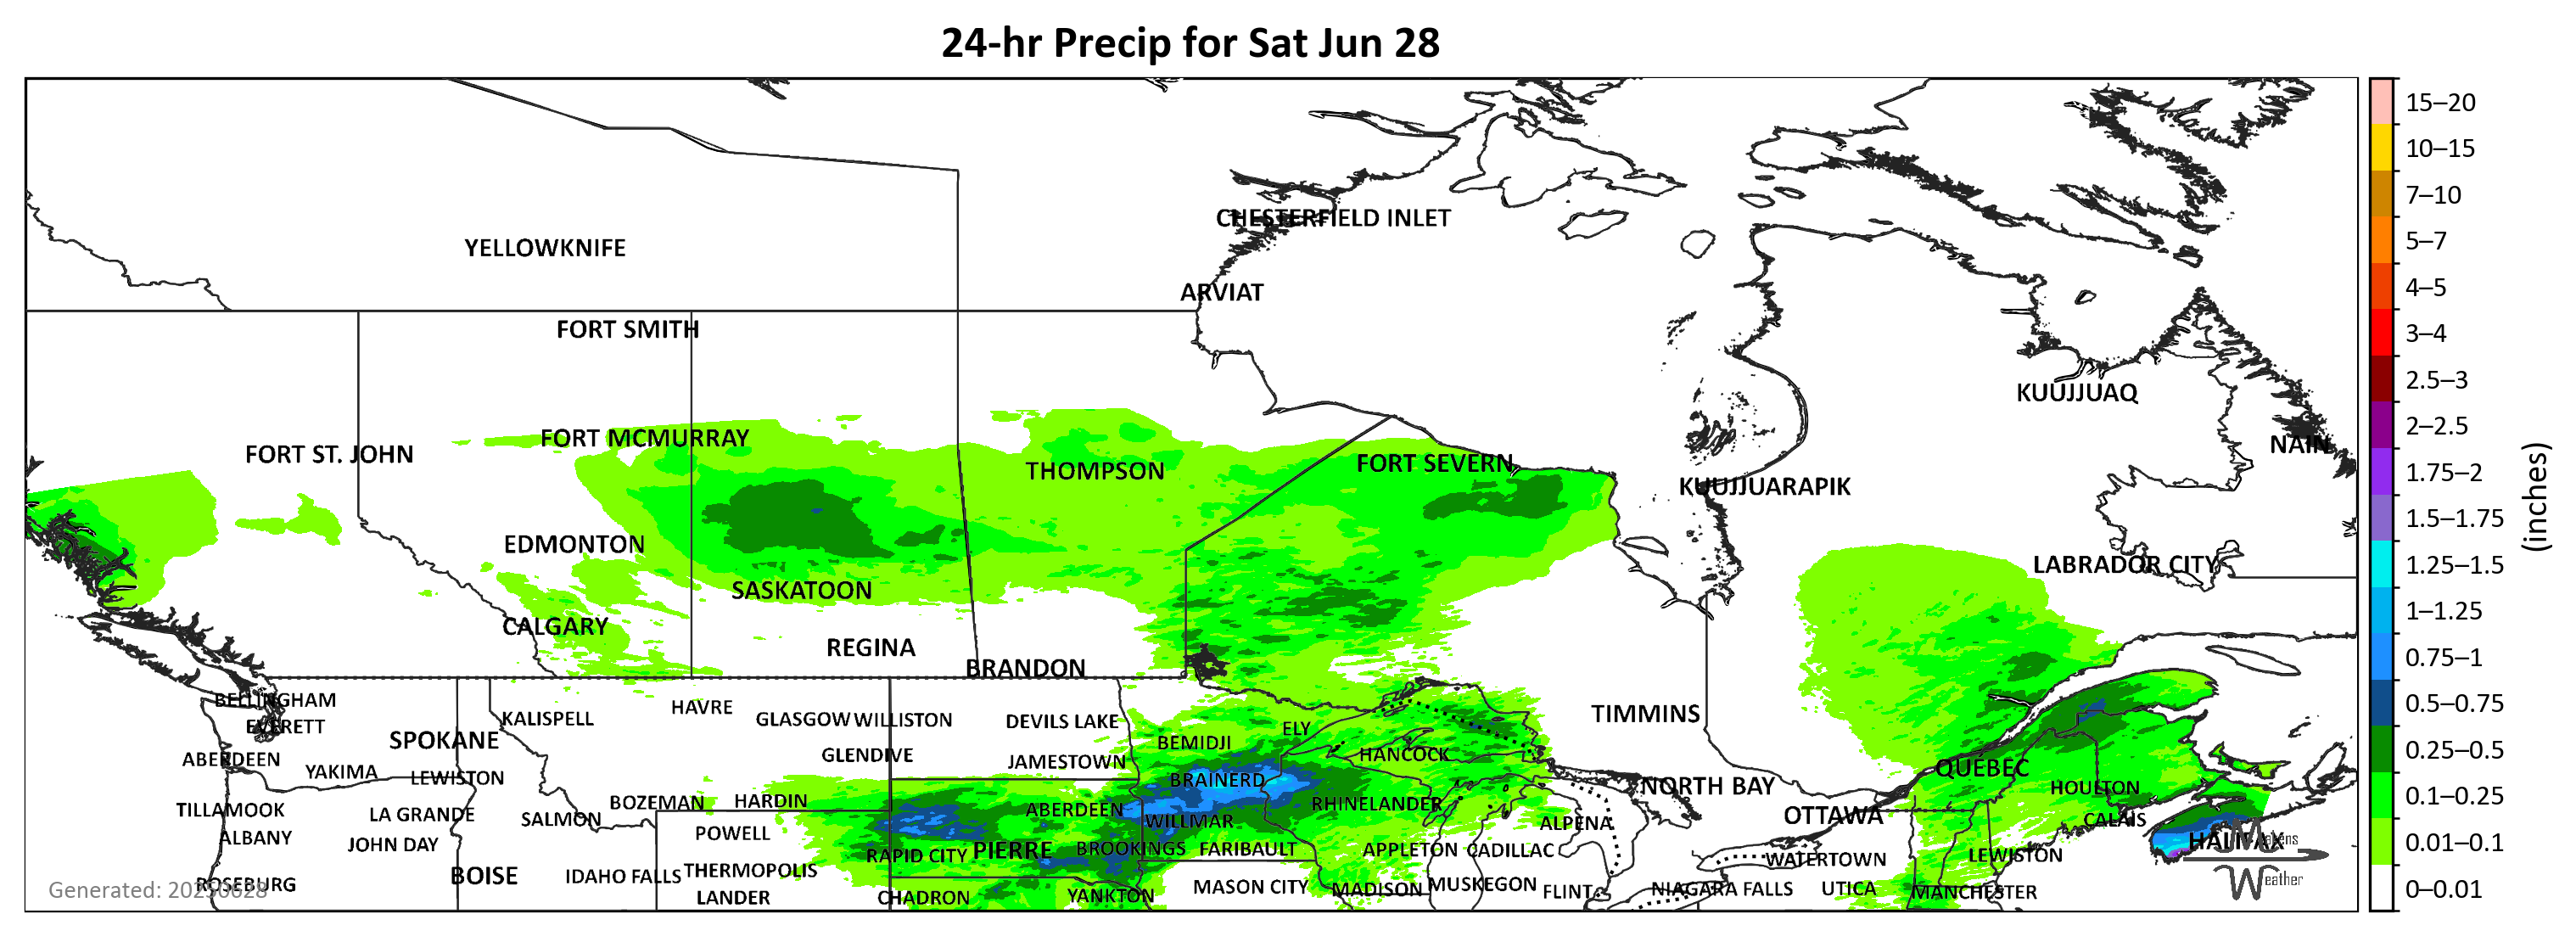 24-hr Precip for Sat Jun 28
15–20
10–15
7–10
5–7
4–5
3–4
2.5–3
2–2.5
1.75–2
1.5–1.75
1.25–1.5
1–1.25
0.75–1
0.5–0.75
0.25–0.5
0.1–0.25
0.01–0.1
0–0.01
(inches)
CHESTERFIELD INLET
YELLOWKNIFE
ARVIAT
FORT SMITH
KUUJJUAQ
FORT MCMURRAY
NAIN
FORT ST. JOHN
FORT SEVERN
THOMPSON
KUUJJUARAPIK
EDMONTON
LABRADOR CITY
SASKATOON
CALGARY
REGINA
BRANDON
BELLINGHAM
HAVRE
TIMMINS
KALISPELL
GLASGOW
WILLISTON
DEVILS LAKE
EVERETT
ELY
SPOKANE
BEMIDJI
ABERDEEN
GLENDIVE
JAMESTOWN
HANCOCK
QUEBEC
YAKIMA
LEWISTON
BRAINERD
NORTH BAY
HOULTON
BOZEMAN
HARDIN
TILLAMOOK
LA GRANDE
SALMON
ABERDEEN
RHINELANDER
OTTAWA
CALAIS
WILLMAR
ALPENA
ALBANY
POWELL
JOHN DAY
HALIFAX
Makens
RAPID CITY
PIERRE
BROOKINGS
FARIBAULT
APPLETON
CADILLAC
WATERTOWN
LEWISTON
BOISE
IDAHO FALLS
THERMOPOLIS
Weather
ROSEBURG
Generated: 20250628
MASON CITY
MADISON
MUSKEGON
FLINT
NIAGARA FALLS
UTICA
MANCHESTER
LANDER
CHADRON
YANKTON